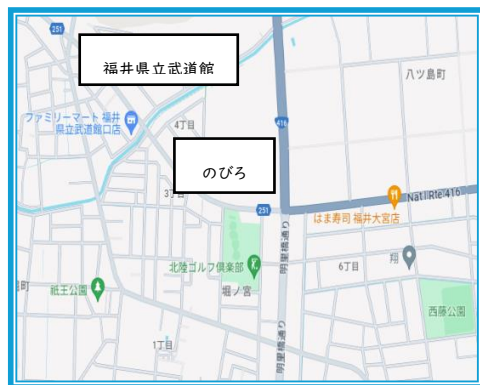 251
福井県立武道館
八ツ島町
416
ファミリーマート 福井
県立武道館口店
4丁目
のびろ
3丁目
Nat'l Rte 416
251
はま寿司 福井大宮店
明里橋通り
北陸ゴルフ倶楽部
6丁目
翔
堀ノ宮
祇王公園
町
西藤公園
1丁目
明里橋通り